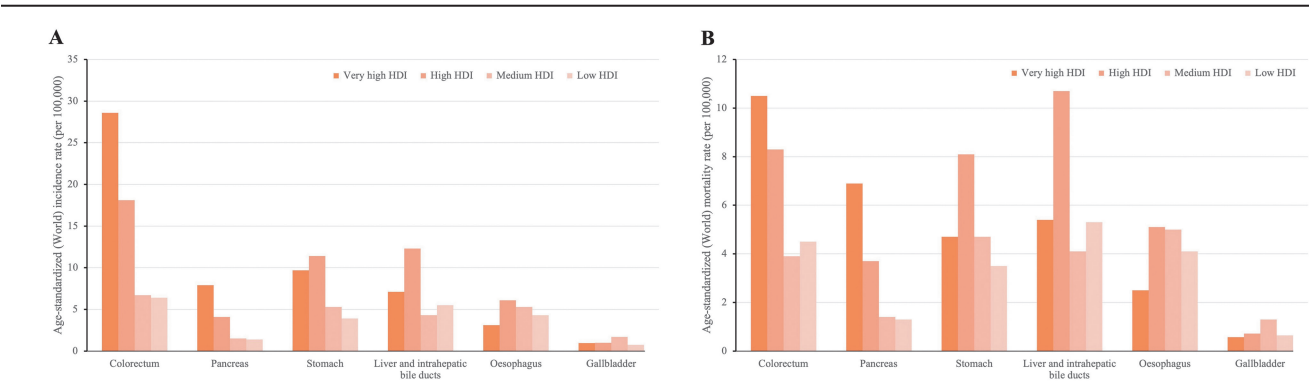 A
Age-standardized (World) incidence rate (per 100,000)
35
30
25
20
15
10
5
0
Very high HDI High HDI Medium HDI Low HDI
Colorectum Pancreas Stomach Liver and intrahepatic Oesophagus Gallbladder
bile ducts
B
Age-standardized (World) mortality rate (per 100,000)
12
10
8
6
4
2
0
Very high HDI High HDI Medium HDI Low HDI
Colorectum Pancreas Stomach Liver and intrahepatic Oesophagus Gallbladder
bile ducts